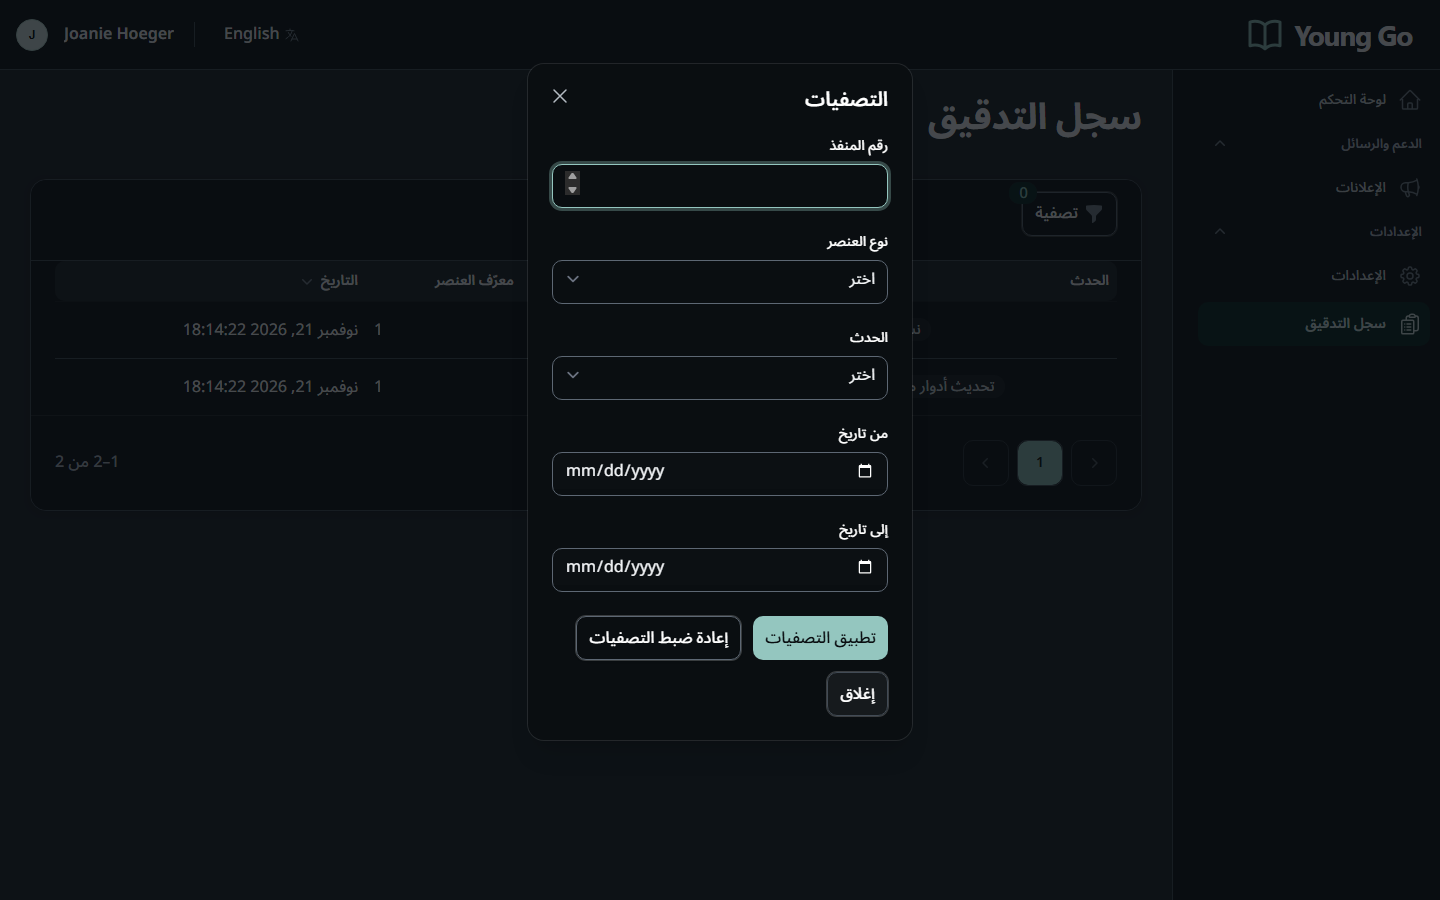 Young Go
English
Joanie Hoeger
J
لوحة التحكم
الدعم والرسائل
الإعلانات
الإعدادات
الإعدادات
سجل التدقيق
سجل التدقيق
تصفية
0
الحدث
معرّف العنصر
التاريخ
1
نوفمبر 21, 2026 18:14:22
تحديث أدوار
1
نوفمبر 21, 2026 18:14:22
1
1–2 من 2
التصفيات
رقم المنفذ
نوع العنصر
اختر
الحدث
اختر
من تاريخ
mm/dd/yyyy
إلى تاريخ
mm/dd/yyyy
تطبيق التصفيات
إعادة ضبط التصفيات
إغلاق